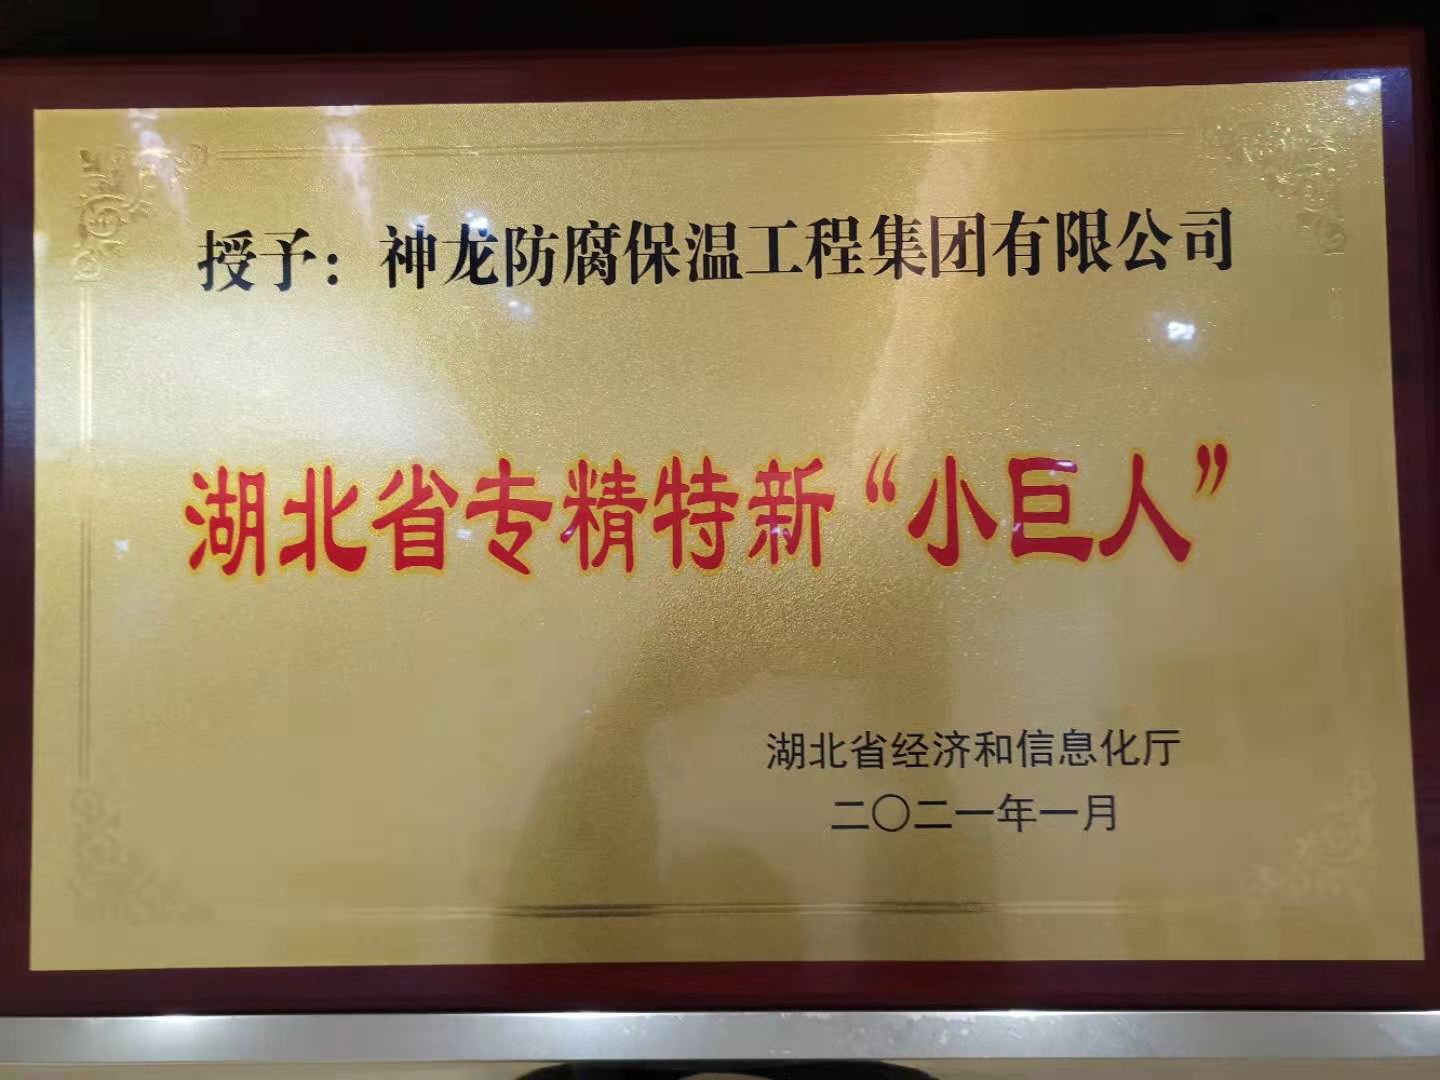 授予：神龙防腐保温工程集团有限公司
湖北省专精特新“小巨人”
湖北省经济和信息化厅
二〇二一年一月